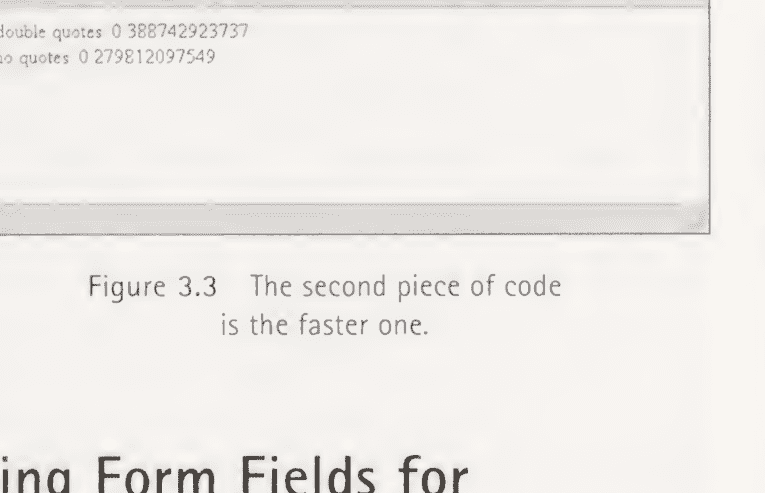 double quotes 0 388742923737
no quotes 0 279812097549
Figure 3.3 The second piece of code
is the faster one.
ing Form Fields for